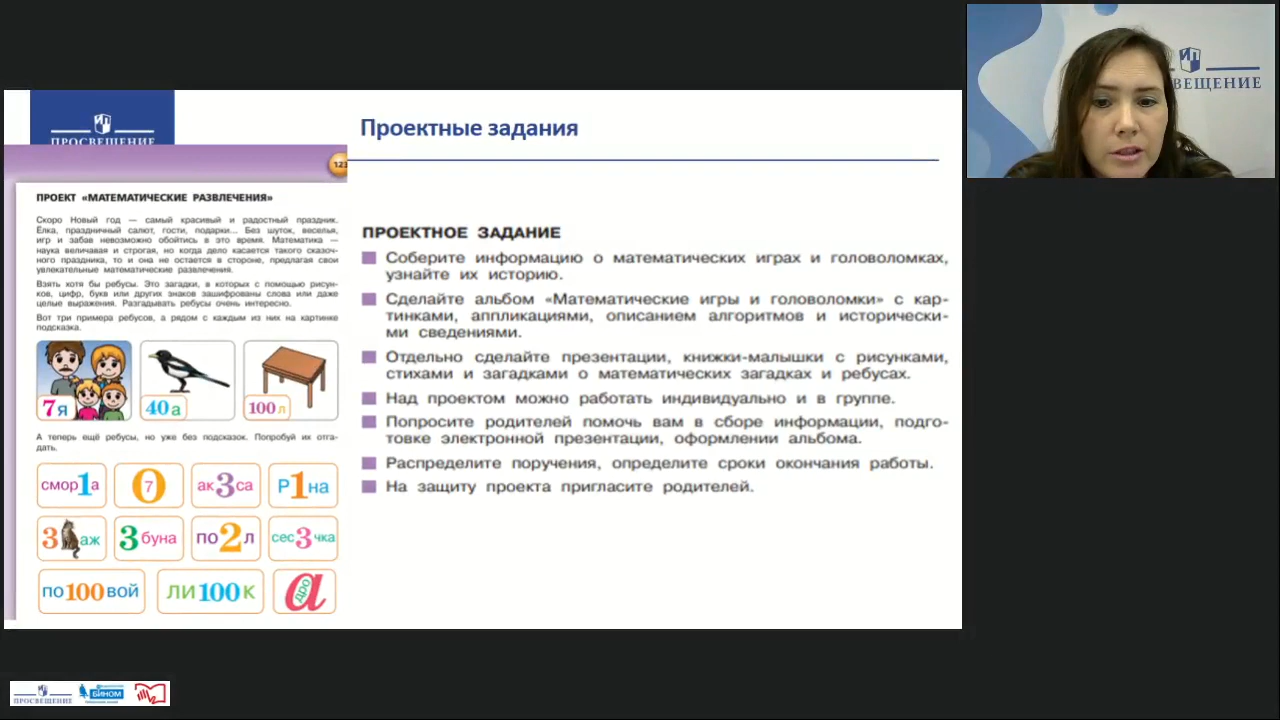 ПРОСВЕЩЕНИЕ
Проектные задания
123
ПРОЕКТ «МАТЕМАТИЧЕСКИЕ РАЗВЛЕЧЕНИЯ»
Скоро Новый год — самый красивый и радостный праздник.
Ёлка, праздничный салют, гости, подарки... Без шуток, веселья,
игр и забав невозможно обойтись в это время. Математика —
наука величавая и строгая, но когда дело касается такого сказоч-
ного праздника, то и она не остается в стороне, предлагая свои
увлекательные математические развлечения.
Взять хотя бы ребусы. Это загадки, в которых с помощью рисун-
ков, цифр, букв или других знаков зашифрованы слова или даже
целые выражения. Разгадывать ребусы очень интересно.
Вот три примера ребусов, а рядом с каждым из них на картинке
подсказка.
7я
40а
100л
А теперь ещё ребусы, но уже без подсказок. Попробуй их отга-
дать.
смор1а
О
7
ак3са
Р1на
3 аж
3буна
по2л
сес3чка
по100вой
ли100к
а
дро
ПРОЕКТНОЕ ЗАДАНИЕ
Соберите информацию о математических играх и головоломках,
узнайте их историю.
Сделайте альбом «Математические игры и головоломки» с кар-
тинками, аппликациями, описанием алгоритмов и исторически-
ми сведениями.
Отдельно сделайте презентации, книжки-малышки с рисунками,
стихами и загадками о математических загадках и ребусах.
Над проектом можно работать индивидуально и в группе.
Попросите родителей помочь вам в сборе информации, подго-
товке электронной презентации, оформлении альбома.
Распределите поручения, определите сроки окончания работы.
На защиту проекта пригласите родителей.
ИП
СВЕЩЕНИЕ
ПРОСВЕЩЕНИЕ
БИНОМ